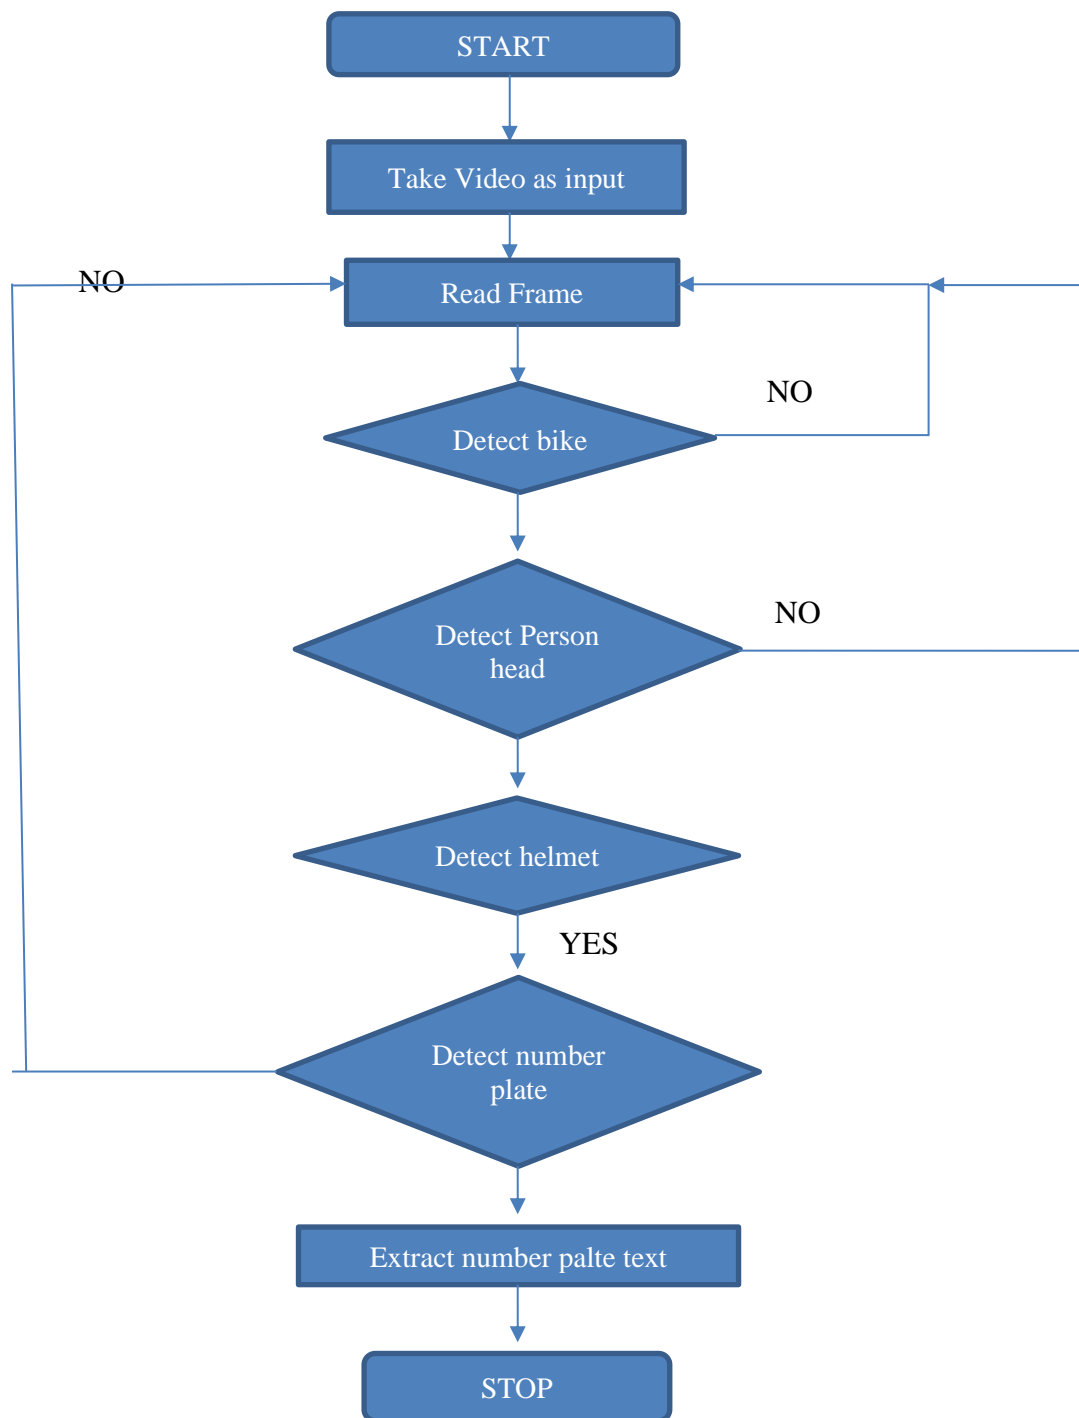 START
Take Video as input
NO
Read Frame
NO
Detect bike
NO
Detect Person
head
Detect helmet
YES
Detect number
plate
Extract number palte text
STOP